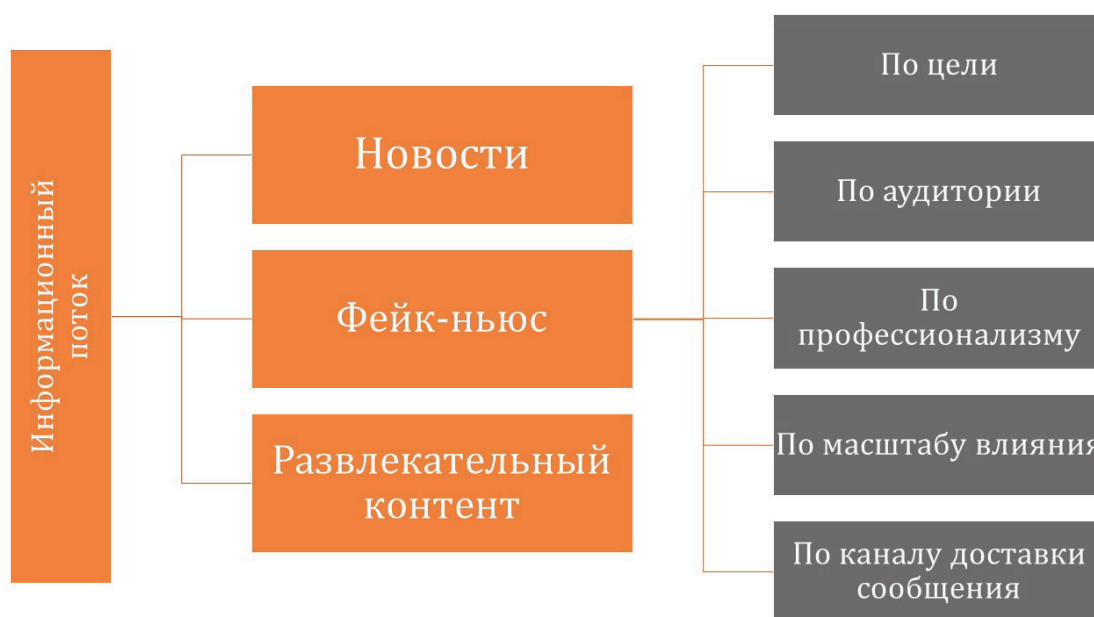 Информационный
поток
Новости
Фейк-ньюс
Развлекательный
контент
По цели
По аудитории
По
профессионализму
По масштабу влияния
По каналу доставки
сообщения